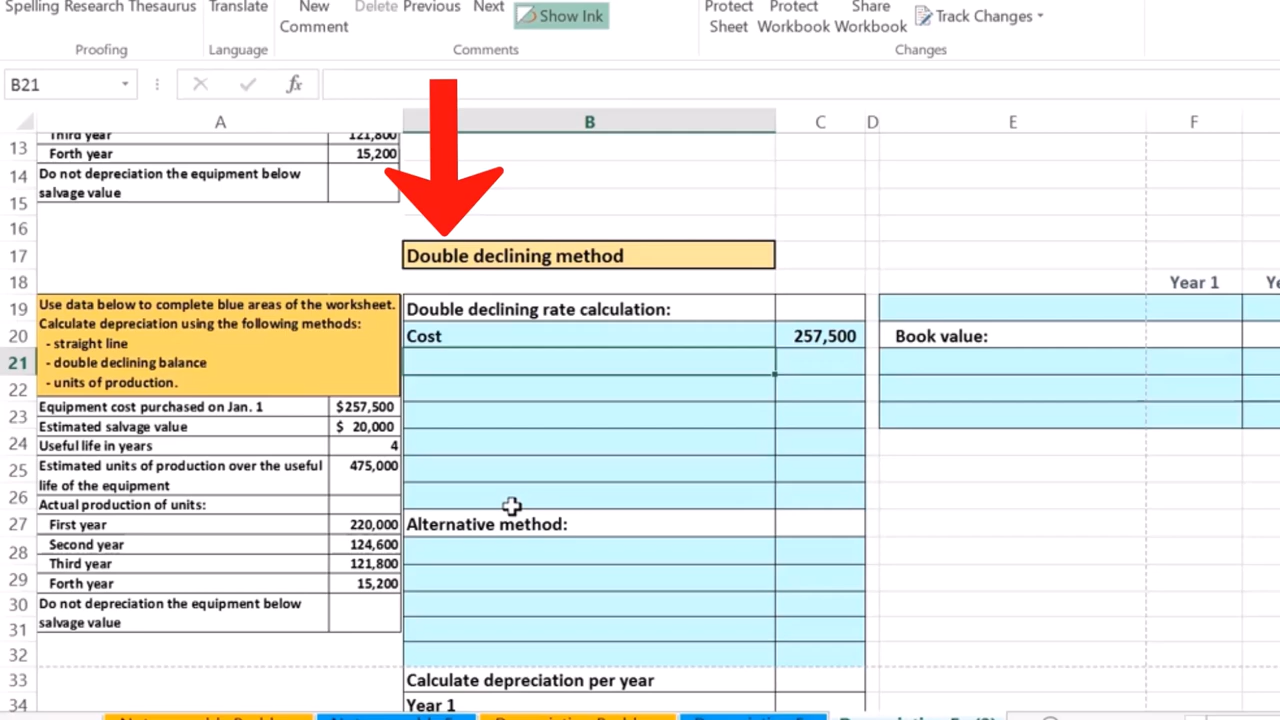 Spelling Research Thesaurus Translate New Delete Previous Next Show Ink Protect Protect Share Track Changes
Comment Sheet Workbook Workbook
Proofing Language Comments Changes
B21 fx
A B C D E F
13 Third year 121,800
Forth year 15,200
14 Do not depreciation the equipment below
15 salvage value
16
17 Double declining method
18 Year 1
19 Use data below to complete blue areas of the worksheet. Double declining rate calculation:
Calculate depreciation using the following methods:
20 - straight line Cost 257,500 Book value:
21 - double declining balance
22 - units of production.
23 Equipment cost purchased on Jan. 1 $257,500
Estimated salvage value $ 20,000
24 Useful life in years 4
25 Estimated units of production over the useful 475,000
life of the equipment
26 Actual production of units:
27 First year 220,000 Alternative method:
28 Second year 124,600
Third year 121,800
29 Forth year 15,200
30 Do not depreciation the equipment below
31 salvage value
32
33 Calculate depreciation per year
34 Year 1